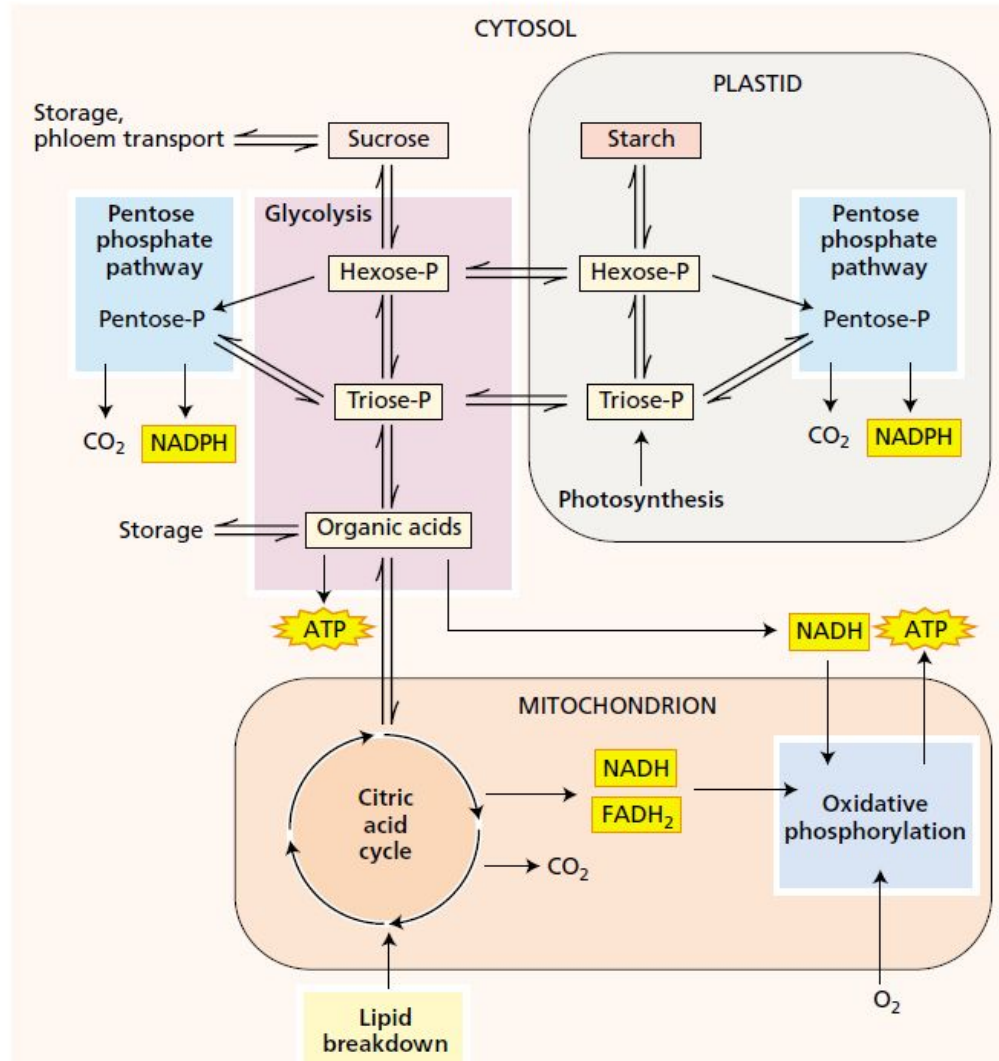 CYTOSOL
PLASTID
Storage,
phloem transport
Sucrose
Starch
Pentose
phosphate
pathway
Glycolysis
Pentose
phosphate
pathway
Hexose-P
Hexose-P
Pentose-P
Pentose-P
Triose-P
Triose-P
CO₂
NADPH
CO₂
NADPH
Photosynthesis
Storage
Organic acids
ATP
NADH
ATP
MITOCHONDRION
Citric
acid
cycle
NADH
FADH₂
CO₂
Oxidative
phosphorylation
O₂
Lipid
breakdown